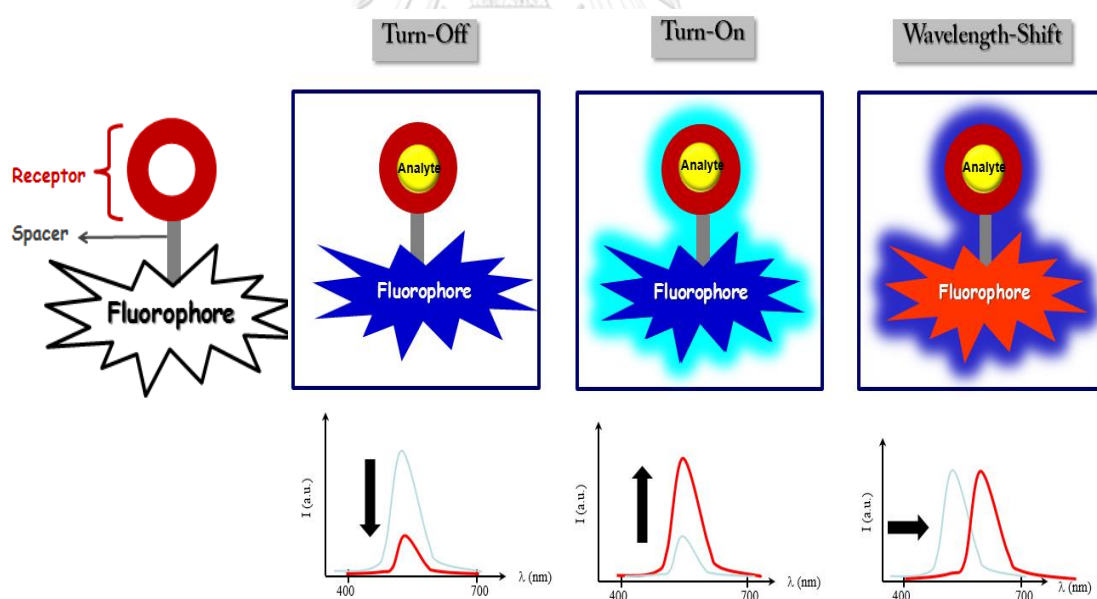 Turn-Off
Turn-On
Wavelength-Shift
Receptor
Spacer
Fluorophore
Analyte
Fluorophore
Analyte
Fluorophore
Analyte
Fluorophore
I (a.u.)
400
700
λ (nm)
I (a.u.)
400
700
λ (nm)
I (a.u.)
400
700
λ (nm)